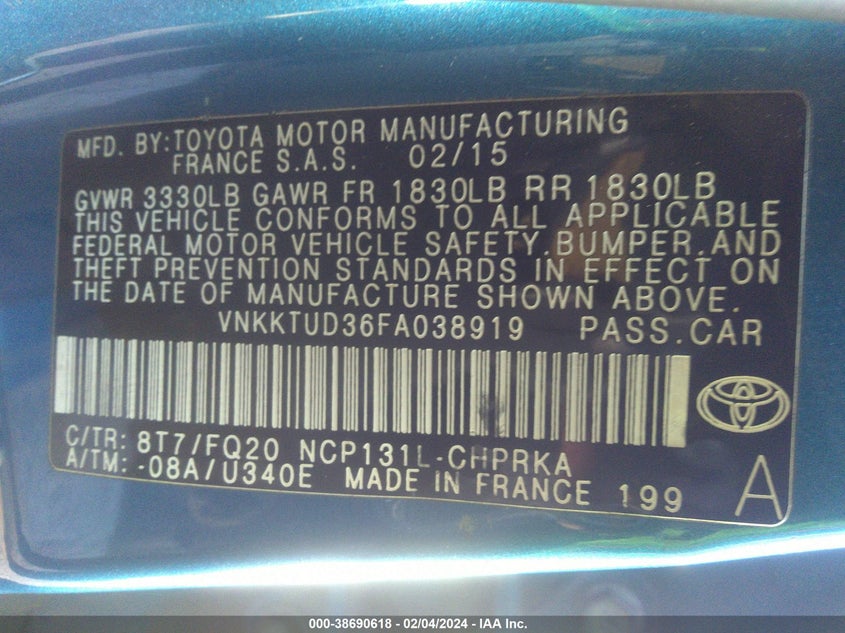 MFD. BY:TOYOTA MOTOR MANUFACTURING
FRANCE S.A.S. 02/15
GVWR 3330LB GAWR FR 1830LB RR 1830LB
THIS VEHICLE CONFORMS TO ALL APPLICABLE
FEDERAL MOTOR VEHICLE SAFETY,BUMPER,AND
THEFT PREVENTION STANDARDS IN EFFECT ON
THE DATE OF MANUFACTURE SHOWN ABOVE.
VNKKTUD36FA038919 PASS.CAR
C/TR: 8T7/FQ20 NCP131L-CHPRKA
A/TM: -08A/U340E MADE IN FRANCE 199 A
000-38690618 - 02/04/2024 - IAA Inc.